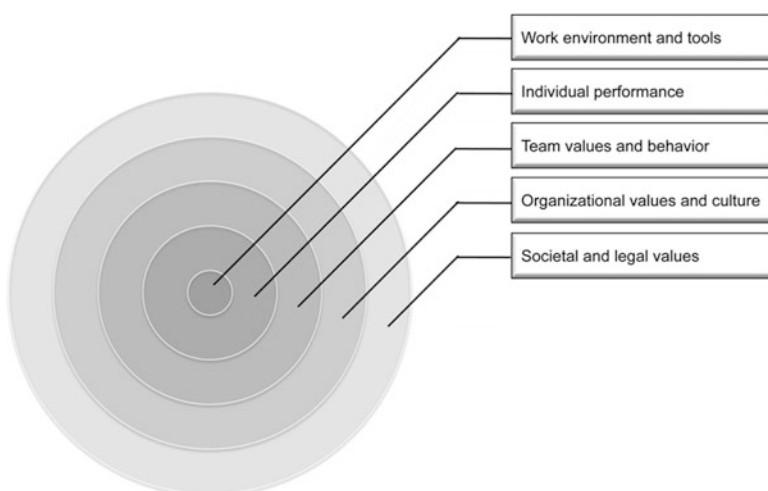 Work environment and tools
Individual performance
Team values and behavior
Organizational values and culture
Societal and legal values